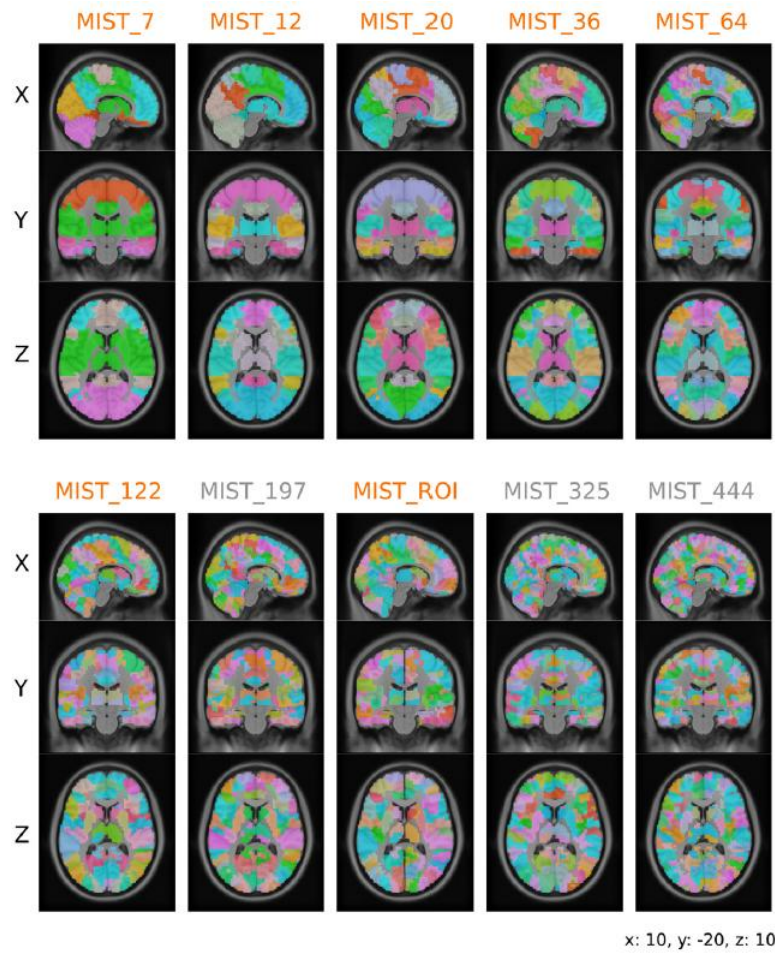 MIST_7 MIST_12 MIST_20 MIST_36 MIST_64
X
Y
Z
MIST_122 MIST_197 MIST_ROI MIST_325 MIST_444
X
Y
Z
x: 10, y: -20, z: 10